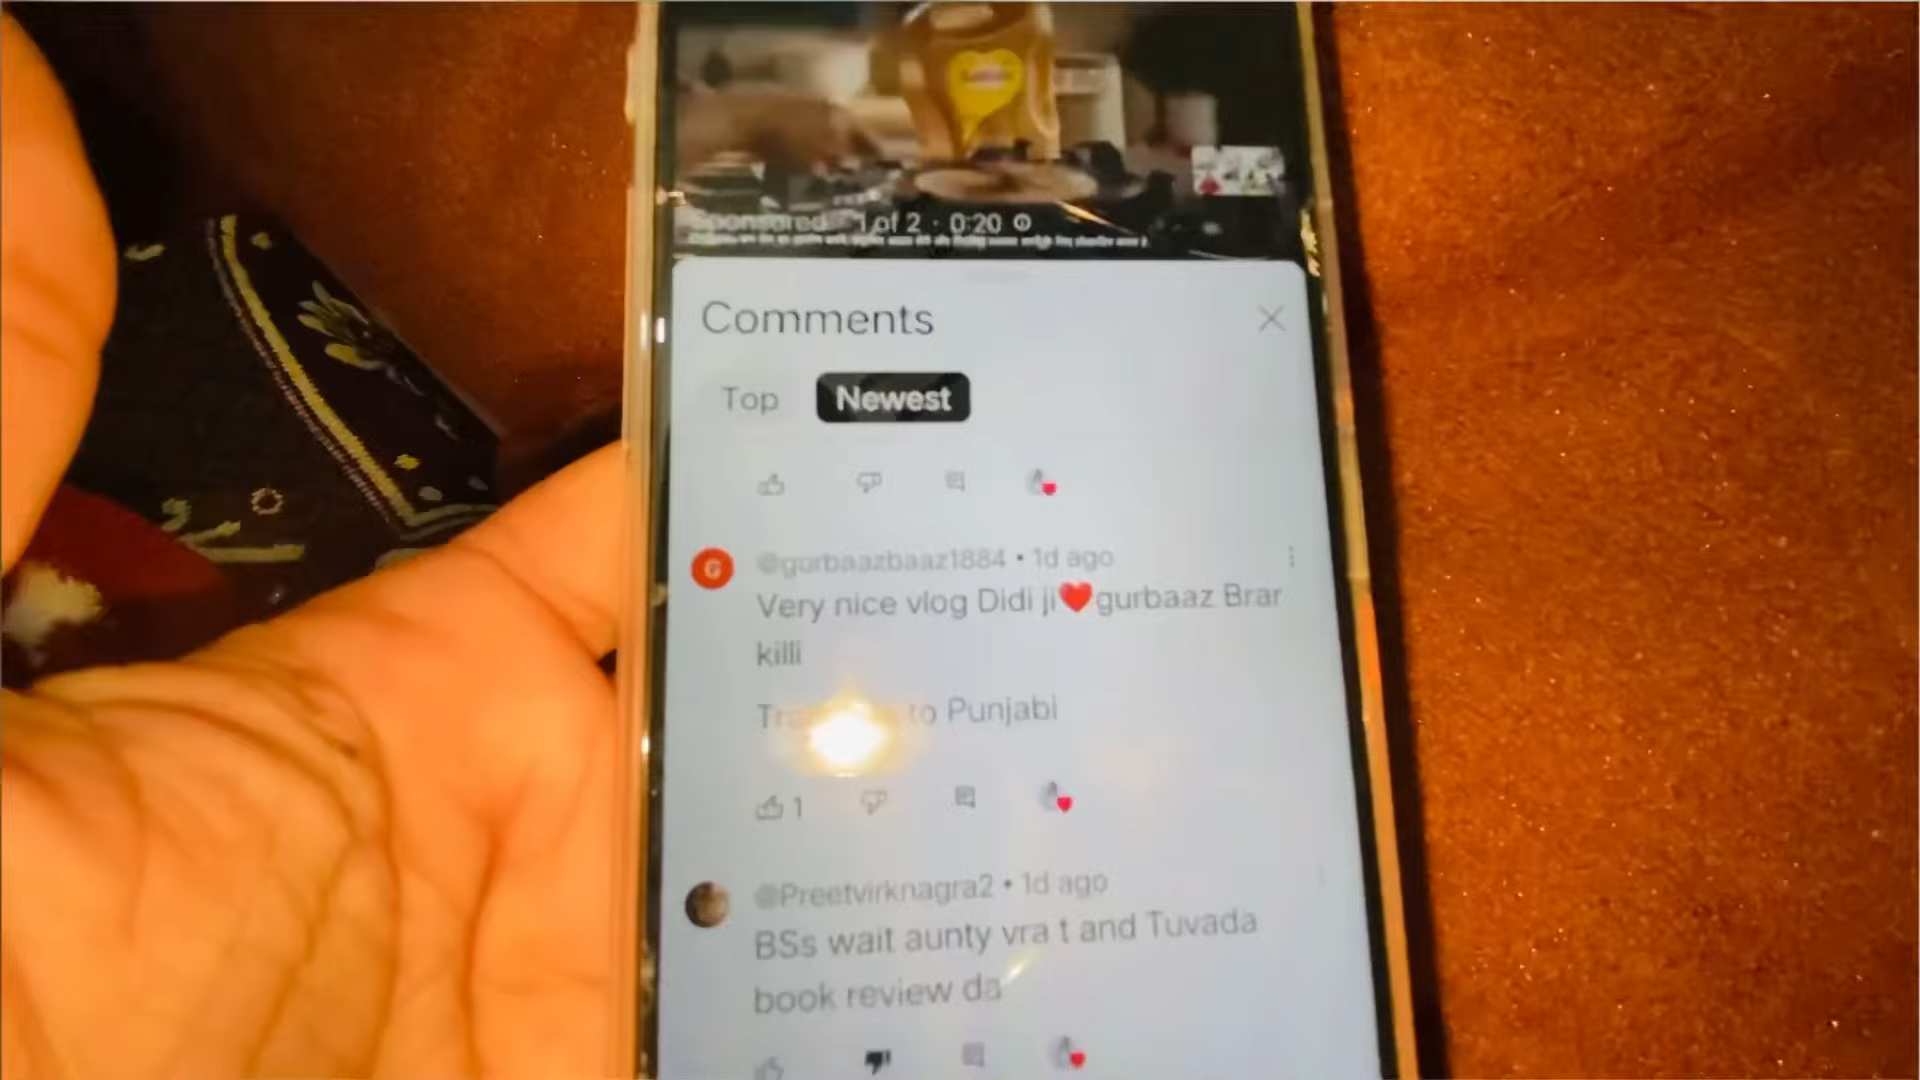 Sponsored · 1 of 2 · 0:20
Comments
Top
Newest
@gurbaazbaaz1884 • 1d ago
Very nice vlog Didi ji❤️gurbaaz Brar
killi
to Punjabi
1
@Preetvirknagra2 • 1d ago
BSs wait aunty vra t and Tuvada
book review da